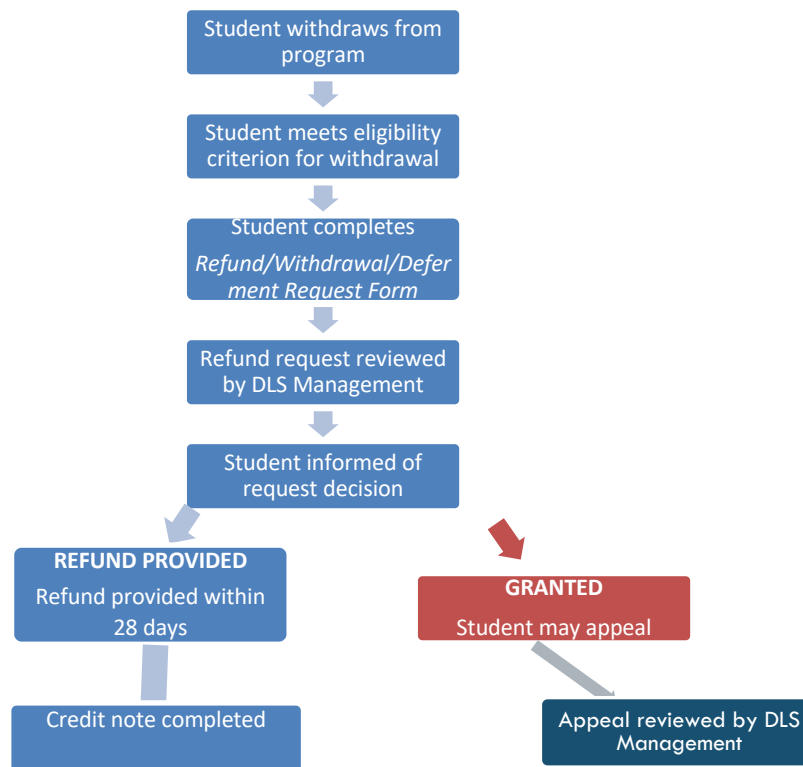 Student withdraws from
program
Student meets eligibility
criterion for withdrawal
Student completes
Refund/Withdrawal/Defer
ment Request Form
Refund request reviewed
by DLS Management
Student informed of
request decision
REFUND PROVIDED
Refund provided within
28 days
GRANTED
Student may appeal
Credit note completed
Appeal reviewed by DLS
Management